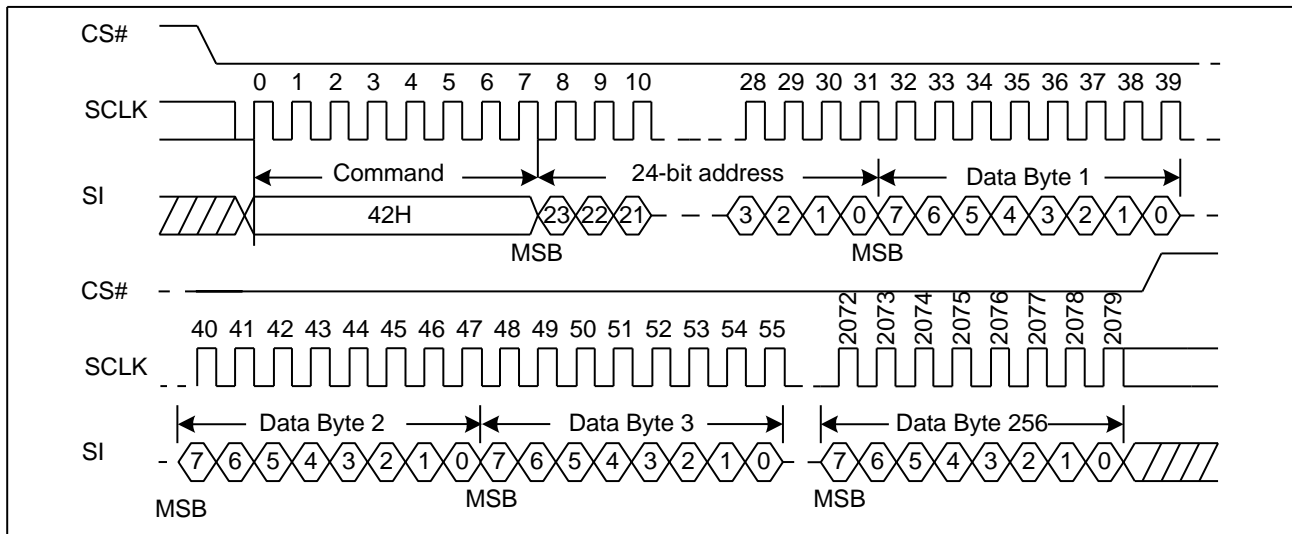 CS#
0 1 2 3 4 5 6 7 8 9 10 28 29 30 31 32 33 34 35 36 37 38 39
SCLK
Command 24-bit address Data Byte 1
SI
42H 23 22 21 3 2 1 0 7 6 5 4 3 2 1 0
MSB MSB
CS#
2072 2073 2074 2075 2076 2077 2078 2079
40 41 42 43 44 45 46 47 48 49 50 51 52 53 54 55
SCLK
Data Byte 2 Data Byte 3 Data Byte 256
SI
7 6 5 4 3 2 1 0 7 6 5 4 3 2 1 0 7 6 5 4 3 2 1 0
MSB MSB MSB